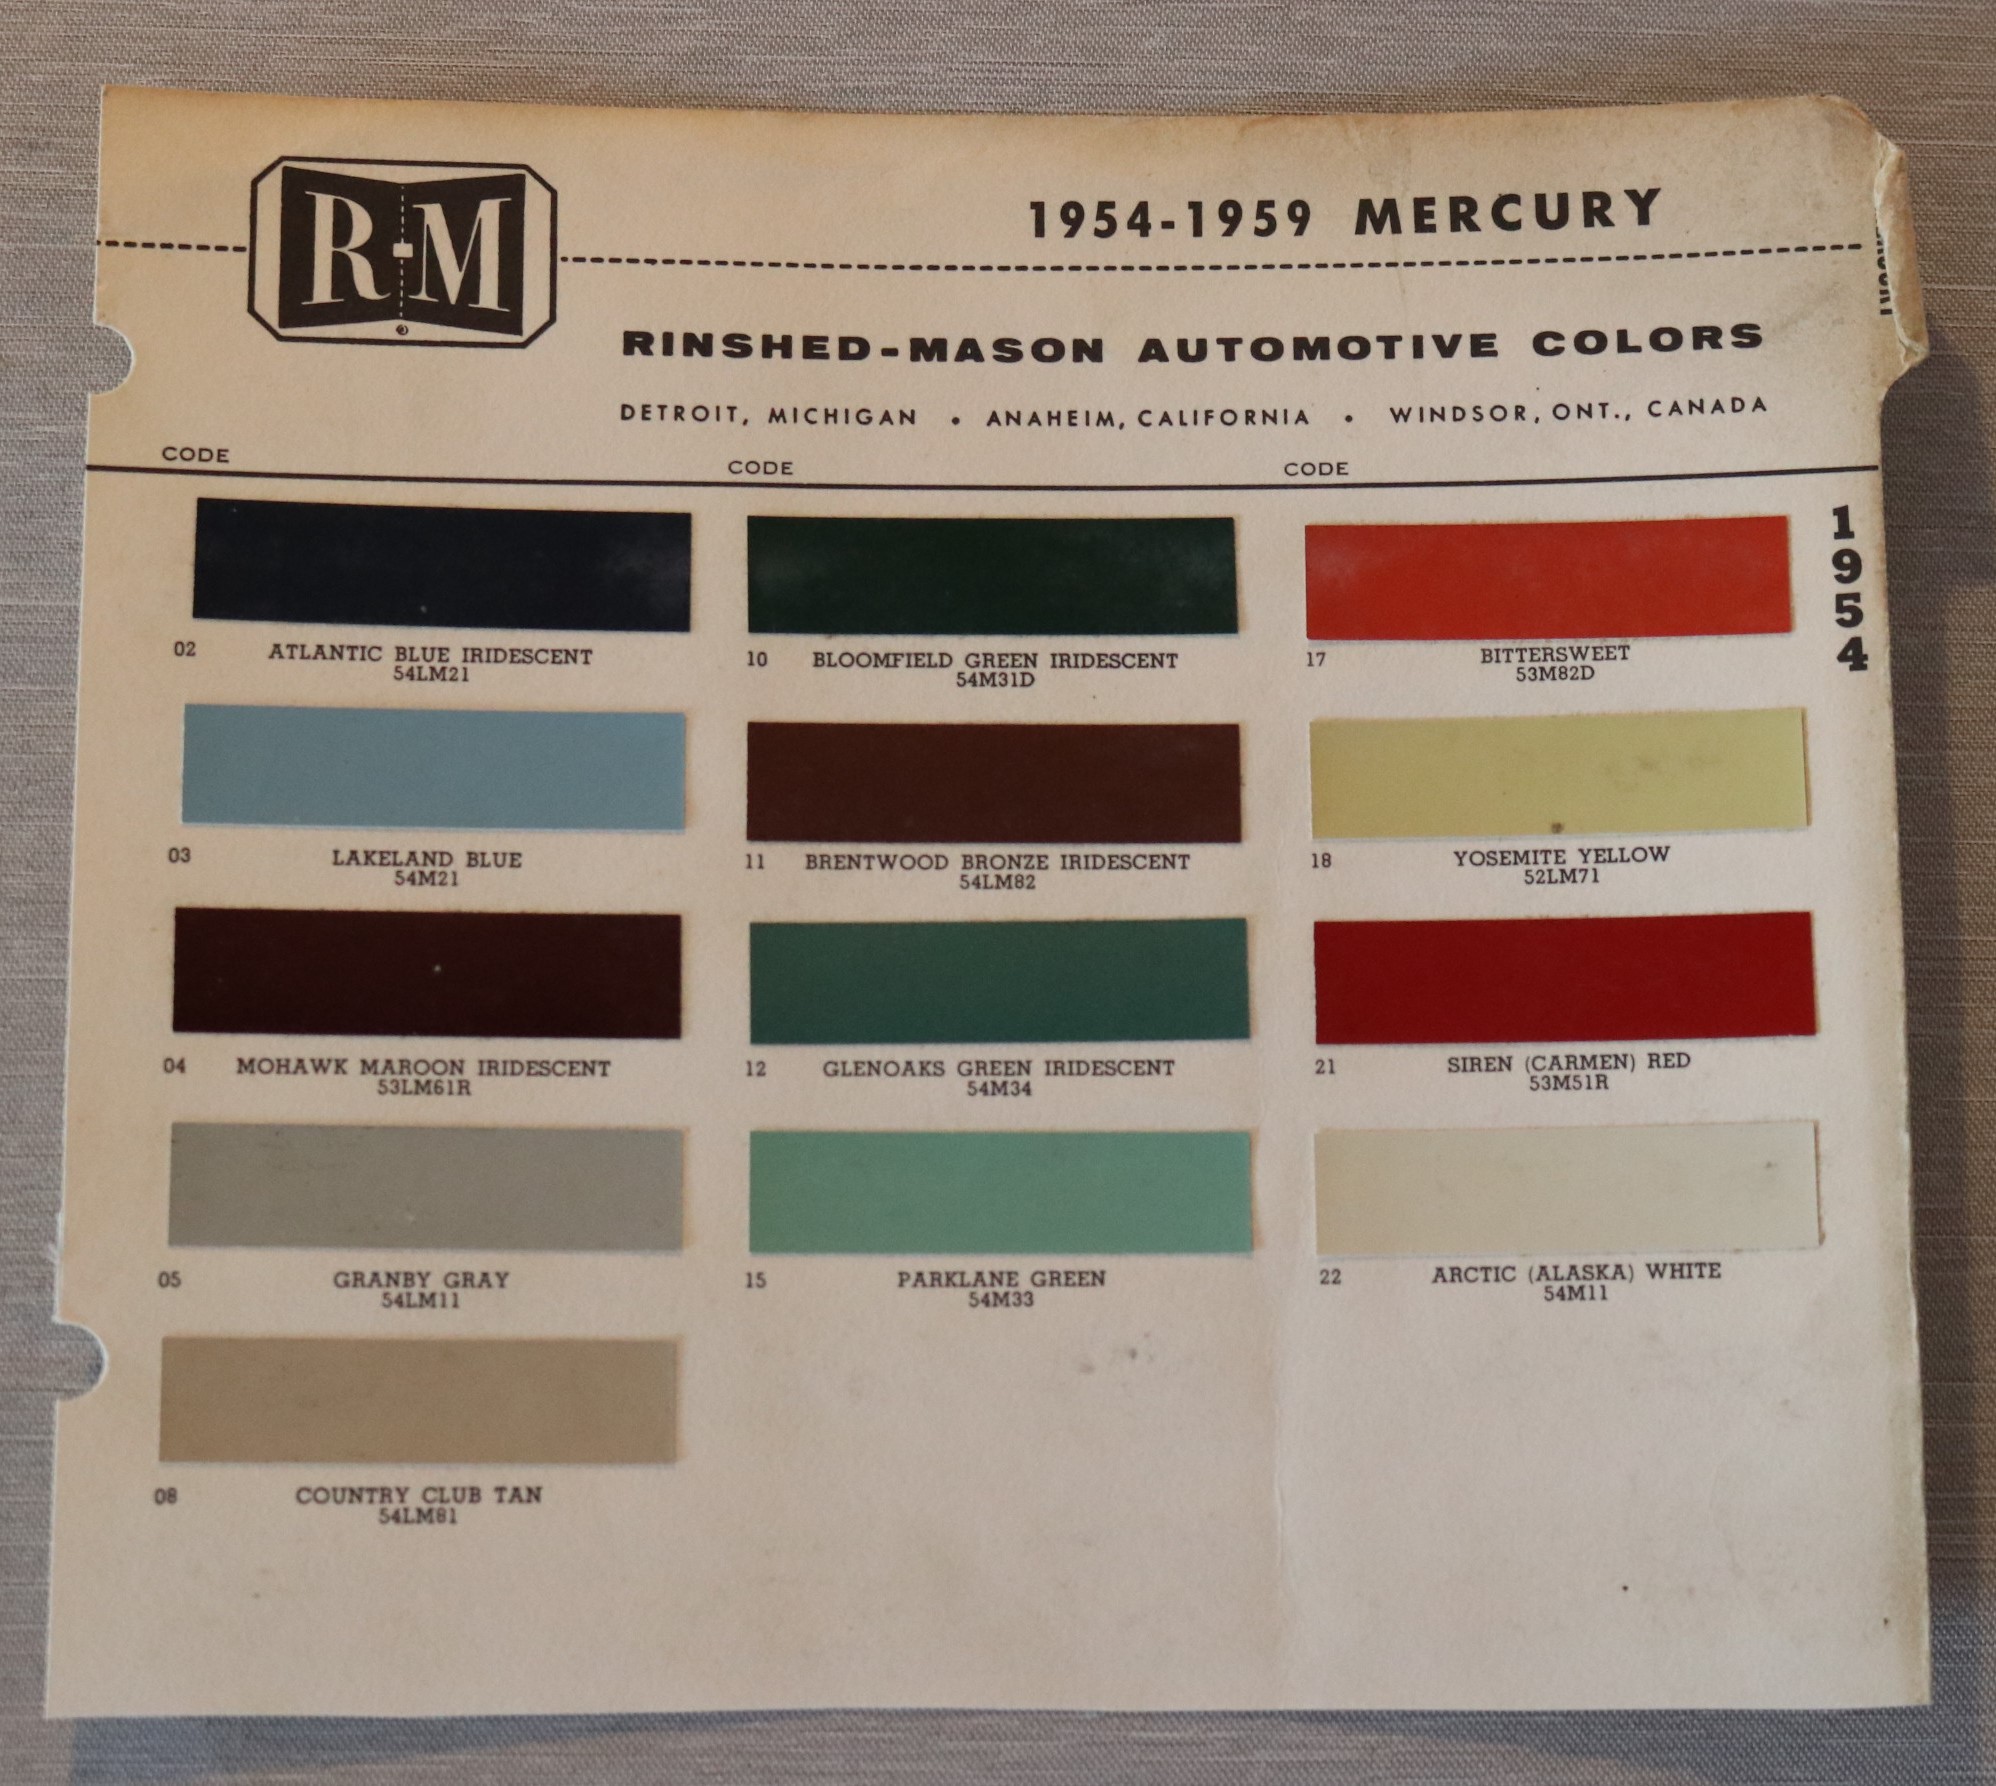 R-M
1954-1959 MERCURY
RINSHED-MASON AUTOMOTIVE COLORS
DETROIT, MICHIGAN • ANAHEIM, CALIFORNIA • WINDSOR, ONT., CANADA
CODE CODE CODE
1954
02 ATLANTIC BLUE IRIDESCENT
54LM21
10 BLOOMFIELD GREEN IRIDESCENT
54M31D
17 BITTERSWEET
53M82D
03 LAKELAND BLUE
54M21
11 BRENTWOOD BRONZE IRIDESCENT
54LM82
18 YOSEMITE YELLOW
52LM71
04 MOHAWK MAROON IRIDESCENT
53LM61R
12 GLENOAKS GREEN IRIDESCENT
54M34
21 SIREN (CARMEN) RED
53M51R
05 GRANBY GRAY
54LM11
15 PARKLANE GREEN
54M33
22 ARCTIC (ALASKA) WHITE
54M11
08 COUNTRY CLUB TAN
54LM81